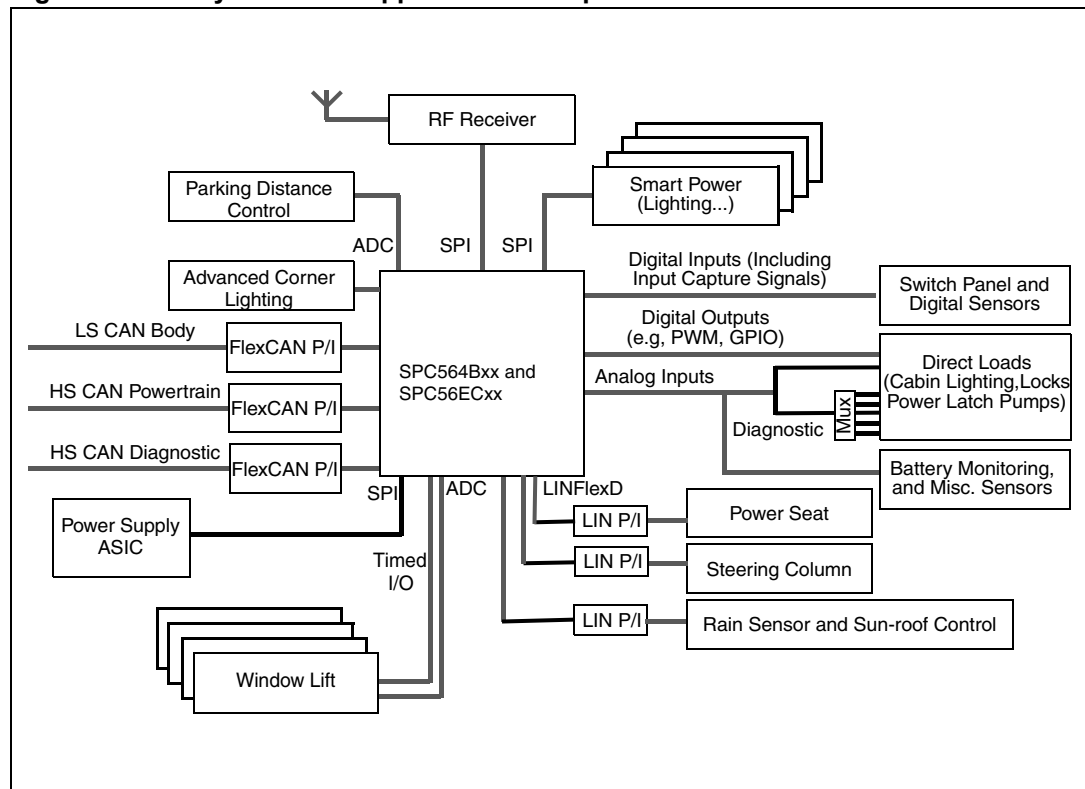 RF Receiver
Smart Power
(Lighting...)
Parking Distance
Control
ADC
SPI
SPI
Digital Inputs (Including
Input Capture Signals)
Switch Panel and
Digital Sensors
Advanced Corner
Lighting
LS CAN Body
FlexCAN P/I
Digital Outputs
(e.g, PWM, GPIO)
Direct Loads
(Cabin Lighting,Locks
Power Latch Pumps)
SPC564Bxx and
SPC56ECxx
Analog Inputs
HS CAN Powertrain
FlexCAN P/I
Mux
Diagnostic
HS CAN Diagnostic
FlexCAN P/I
Battery Monitoring,
and Misc. Sensors
SPI
ADC
LINFlexD
Power Supply
ASIC
LIN P/I
Power Seat
Timed
I/O
LIN P/I
Steering Column
LIN P/I
Rain Sensor and Sun-roof Control
Window Lift